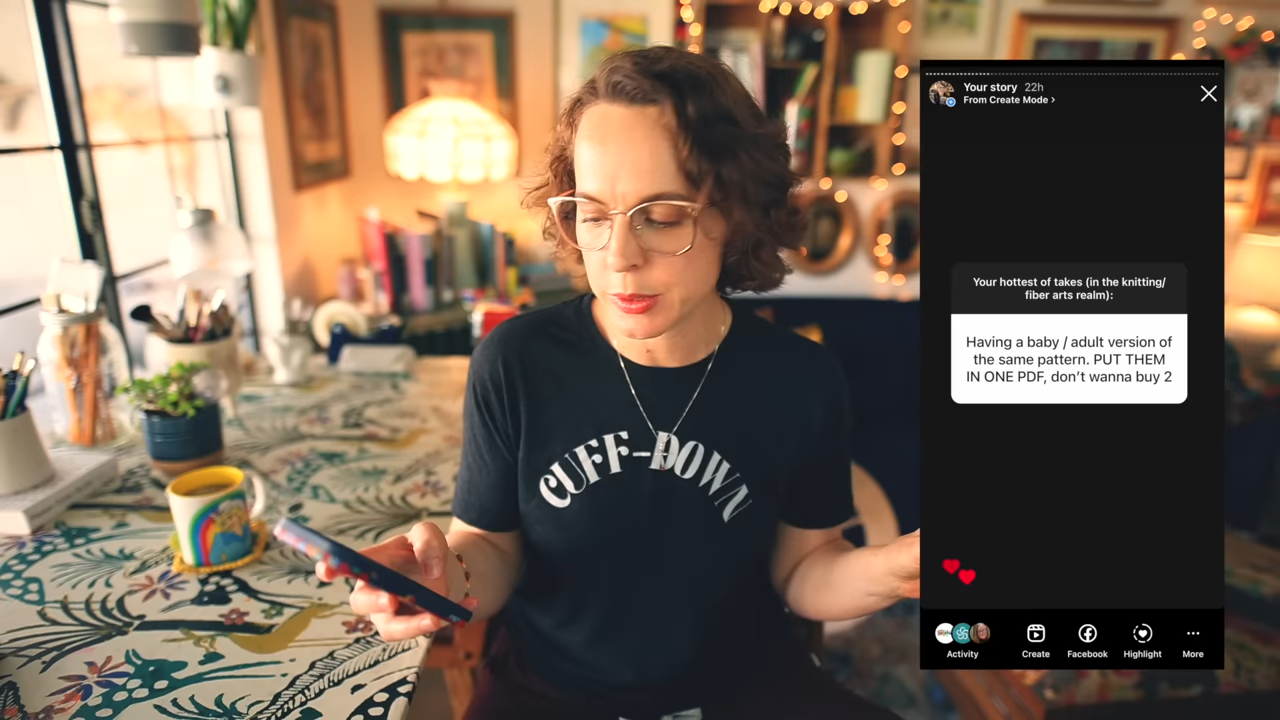 CUFF-DOWN
Your story 22h
From Create Mode >
Your hottest of takes (in the knitting/
fiber arts realm):
Having a baby / adult version of
the same pattern. PUT THEM
IN ONE PDF, don't wanna buy 2
Activity
Create
Facebook
Highlight
More